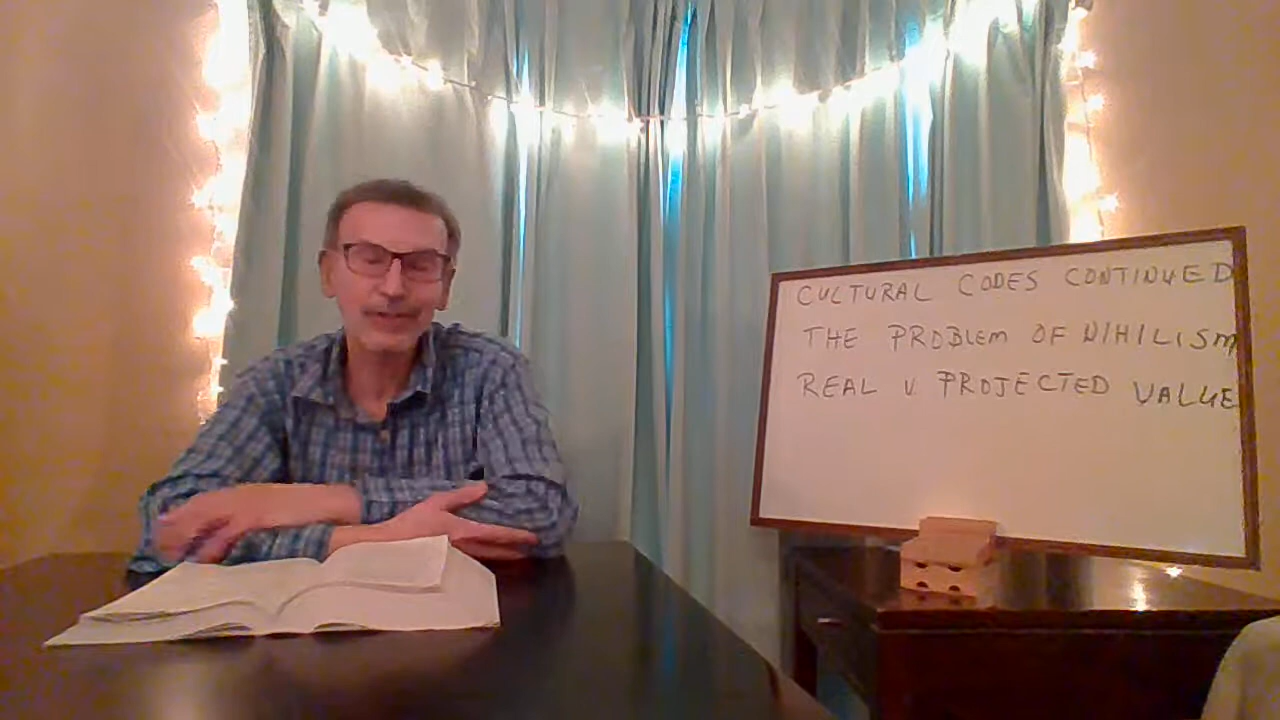 CULTURAL CODES CONTINUED
THE PROBLEM OF NIHILISM
REAL V. PROJECTED VALUE